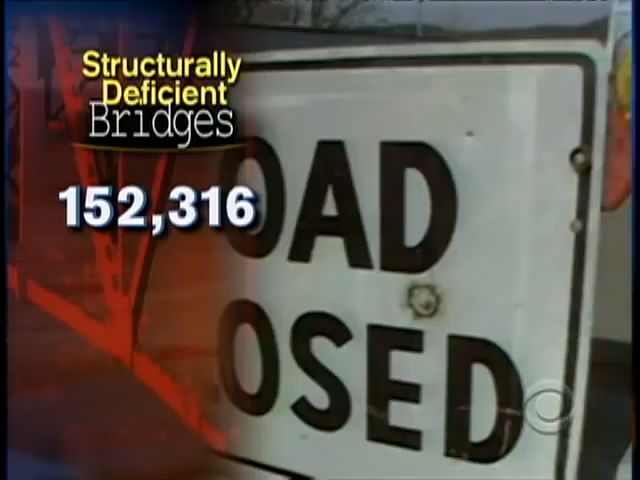 Structurally
Deficient
Bridges
152,316
OAD
OSED